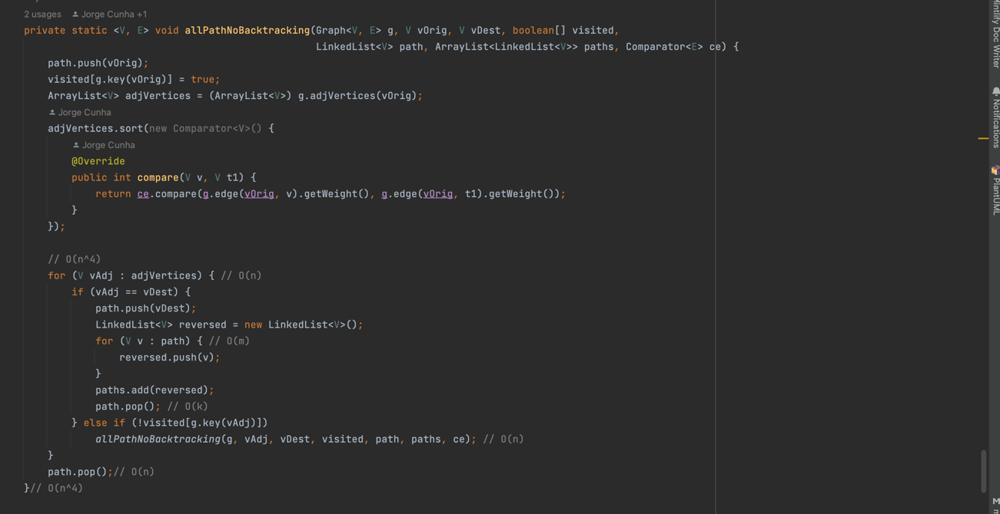 2 usages Jorge Cunha +1
private static <V, E> void allPathNoBacktracking(Graph<V, E> g, V vOrig, V vDest, boolean[] visited,
LinkedList<V> path, ArrayList<LinkedList<V>> paths, Comparator<E> ce) {
path.push(vOrig);
visited[g.key(vOrig)] = true;
ArrayList<V> adjVertices = (ArrayList<V>) g.adjVertices(vOrig);
Jorge Cunha
adjVertices.sort(new Comparator<V>() {
Jorge Cunha
@Override
public int compare(V v, V t1) {
return ce.compare(g.edge(vOrig, v).getWeight(), g.edge(vOrig, t1).getWeight());
}
});
// O(n^4)
for (V vAdj : adjVertices) { // O(n)
if (vAdj == vDest) {
path.push(vDest);
LinkedList<V> reversed = new LinkedList<V>();
for (V v : path) { // O(m)
reversed.push(v);
}
paths.add(reversed);
path.pop(); // O(k)
} else if (!visited[g.key(vAdj)])
allPathNoBacktracking(g, vAdj, vDest, visited, path, paths, ce); // O(n)
}
path.pop();// O(n)
}// O(n^4)
Mintlify Doc Writer
Notifications
PlantUML
M